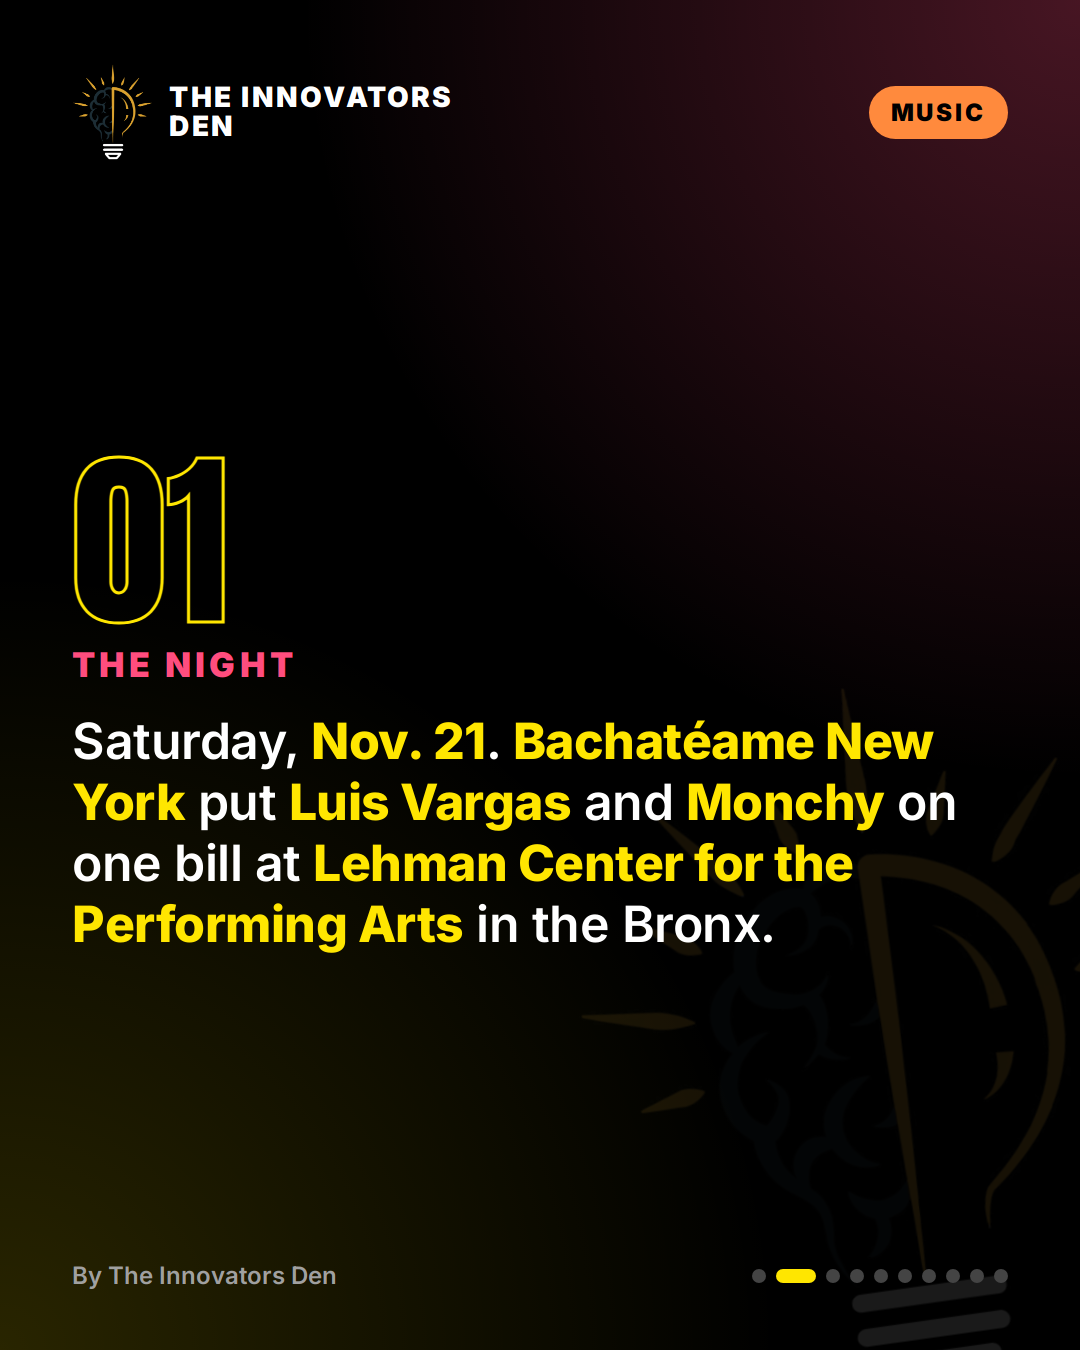 THE INNOVATORS
DEN
MUSIC
01
THE NIGHT
Saturday, Nov. 21. Bachatéame New
York put Luis Vargas and Monchy on
one bill at Lehman Center for the
Performing Arts in the Bronx.
By The Innovators Den